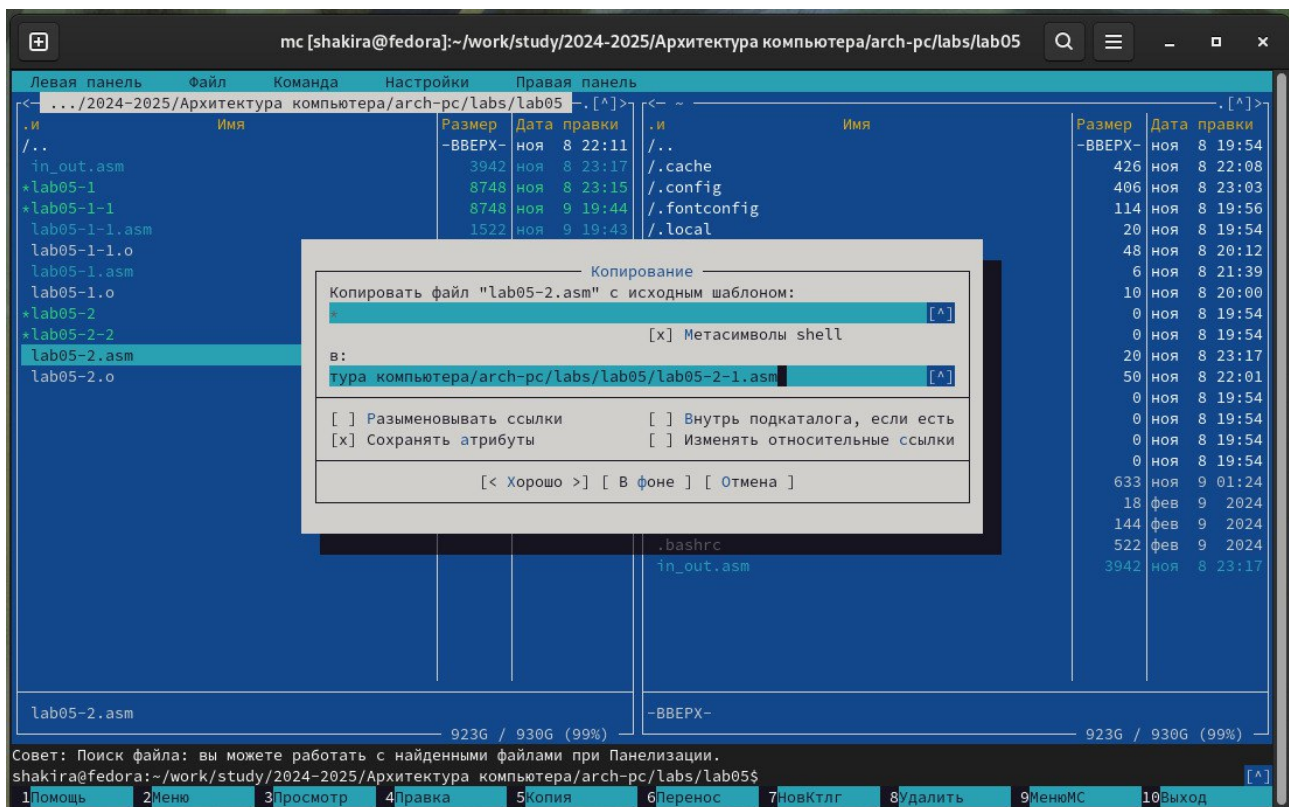 mc [shakira@fedora]:~/work/study/2024-2025/Архитектура компьютера/arch-pc/labs/lab05
Левая панель Файл Команда Настройки Правая панель
<— .../2024-2025/Архитектура компьютера/arch-pc/labs/lab05 —.[^]> <— ~ —.[^]>
.и Имя Размер Дата правки .и Имя Размер Дата правки
/.. -ВВЕРХ- ноя 8 22:11 /.. -ВВЕРХ- ноя 8 19:54
in_out.asm 3942 ноя 8 23:17 /.cache 426 ноя 8 22:08
*lab05-1 8748 ноя 8 23:15 /.config 406 ноя 8 23:03
*lab05-1-1 8748 ноя 9 19:44 /.fontconfig 114 ноя 8 19:56
lab05-1-1.asm 1522 ноя 9 19:43 /.local 20 ноя 8 19:54
lab05-1-1.o 48 ноя 8 20:12
lab05-1.asm Копирование 6 ноя 8 21:39
lab05-1.o Копировать файл "lab05-2.asm" с исходным шаблоном: 10 ноя 8 20:00
*lab05-2 * [^] 0 ноя 8 19:54
*lab05-2-2 [x] Метасимволы shell 0 ноя 8 19:54
lab05-2.asm в: 20 ноя 8 23:17
lab05-2.o тура компьютера/arch-pc/labs/lab05/lab05-2-1.asm [^] 50 ноя 8 22:01
0 ноя 8 19:54
[ ] Разыменовывать ссылки [ ] Внутрь подкаталога, если есть 0 ноя 8 19:54
[x] Сохранять атрибуты [ ] Изменять относительные ссылки 0 ноя 8 19:54
0 ноя 8 19:54
[< Хорошо >] [ В фоне ] [ Отмена ] 633 ноя 9 01:24
18 фев 9 2024
144 фев 9 2024
.bashrc 522 фев 9 2024
in_out.asm 3942 ноя 8 23:17
lab05-2.asm -ВВЕРХ-
923G / 930G (99%) 923G / 930G (99%)
Совет: Поиск файла: вы можете работать с найденными файлами при Панелизации.
shakira@fedora:~/work/study/2024-2025/Архитектура компьютера/arch-pc/labs/lab05$ [^]
1Помощь 2Меню 3Просмотр 4Правка 5Копия 6Перенос 7НовКтлг 8Удалить 9МенюMC 10Выход